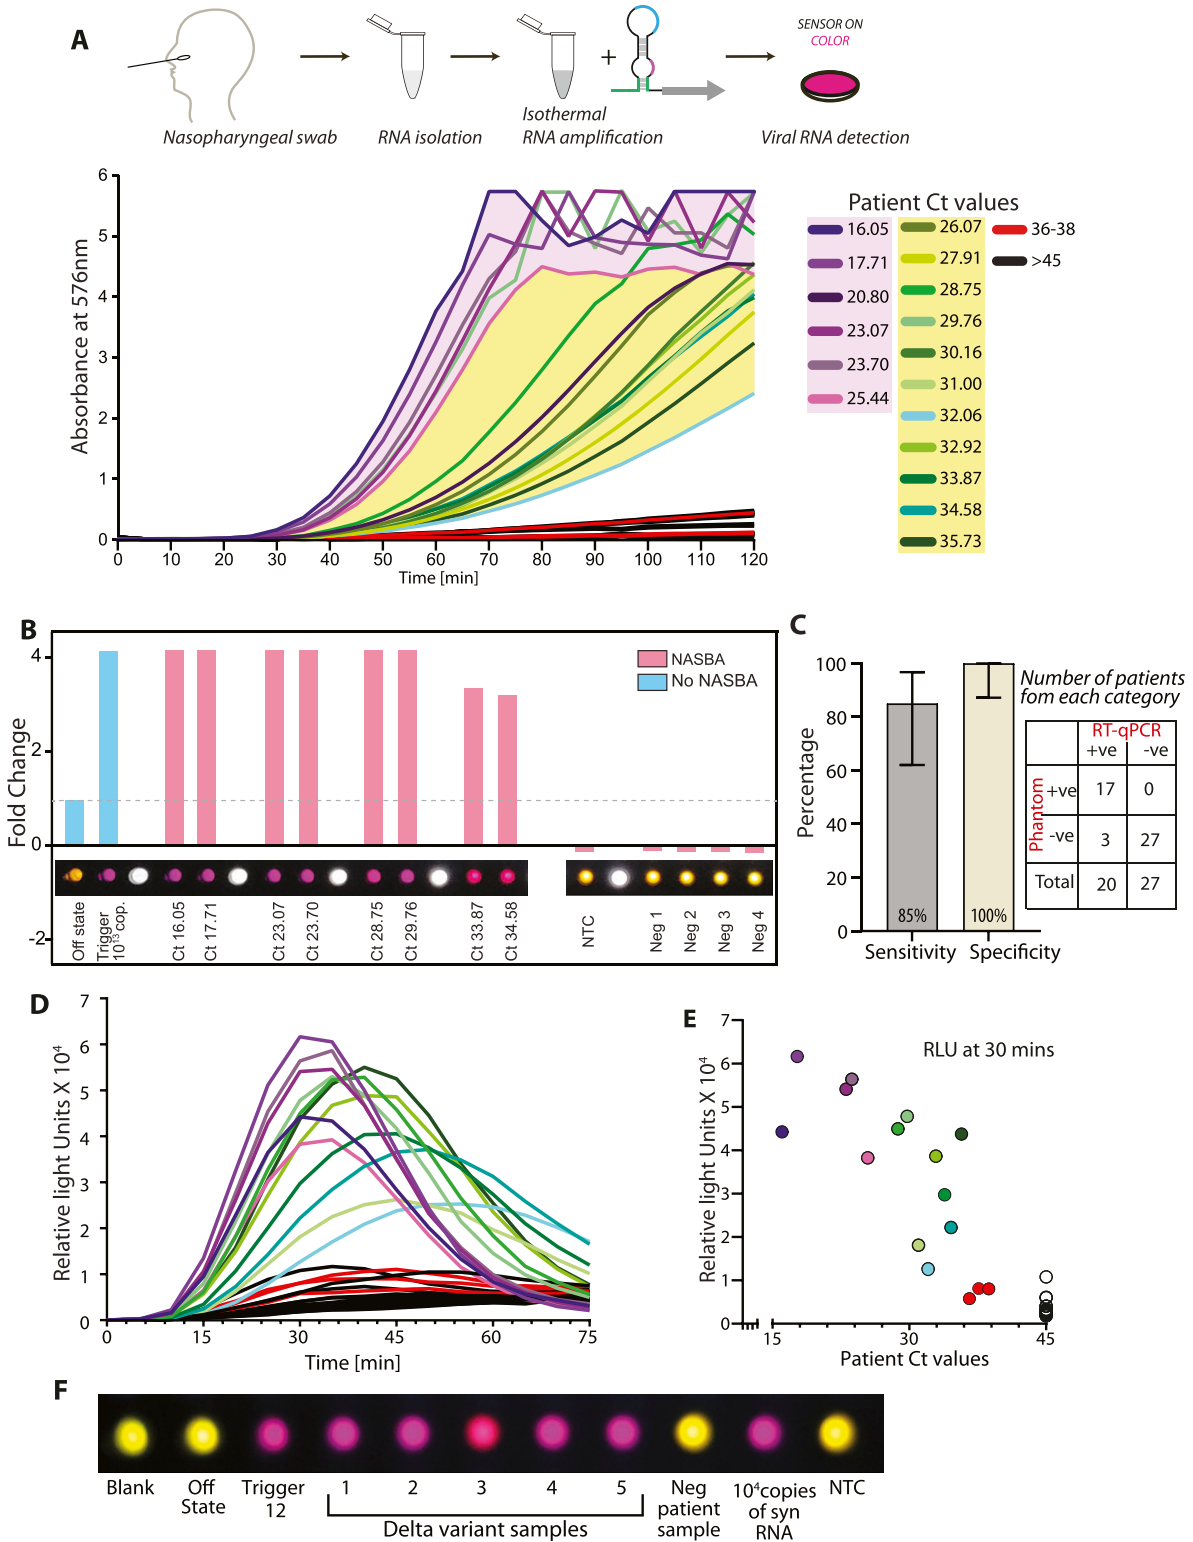 A
SENSOR ON
COLOR
+
Isothermal
Nasopharyngeal swab
RNA isolation
RNA amplification
Viral RNA detection
Absorbance at 576nm
6
5
4
3
2
1
0
0 10 20 30 40 50 60 70 80 90 100 110 120
Time [min]
Patient Ct values
16.05
17.71
20.80
23.07
23.70
25.44
26.07
27.91
28.75
29.76
30.16
31.00
32.06
32.92
33.87
34.58
35.73
36-38
>45
B
Fold Change
4
2
0
-2
NASBA
No NASBA
Off state
Trigger
10¹³ cop.
Ct 16.05
Ct 17.71
Ct 23.07
Ct 23.70
Ct 28.75
Ct 29.76
Ct 33.87
Ct 34.58
NTC
Neg 1
Neg 2
Neg 3
Neg 4
C
Percentage
100
80
60
40
20
0
85%
100%
Sensitivity
Specificity
Number of patients
fom each category
RT-qPCR
+ve -ve
Phantom
+ve 17 0
-ve 3 27
Total 20 27
D
Relative light Units X 10⁴
7
6
5
4
3
2
1
0
0 15 30 45 60 75
Time [min]
E
RLU at 30 mins
Relative light Units X 10⁴
7
6
5
4
3
2
1
0
15 30 45
Patient Ct values
F
Blank
Off
State
Trigger
12
1 2 3 4 5
Delta variant samples
Neg
patient
sample
10⁴copies
of syn
RNA
NTC